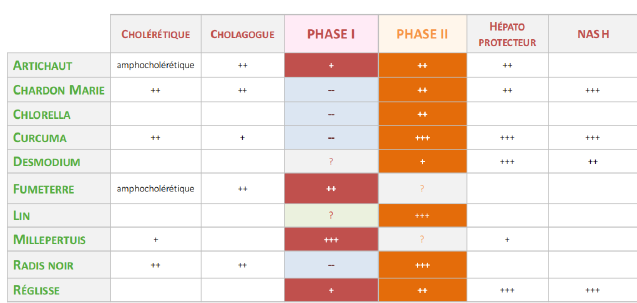 CHOLÉRÉTIQUE CHOLAGOGUE PHASE I PHASE II HÉPATO PROTECTEUR NASH
ARTICHAUT amphocholérétique ++ + ++ ++
CHARDON MARIE ++ ++ -- ++ ++ +++
CHLORELLA -- ++
CURCUMA ++ + -- +++ +++ +++
DESMODIUM ? + +++ ++
FUMETERRE amphocholérétique ++ ++ ?
LIN ? +++
MILLEPERTUIS + +++ ? +
RADIS NOIR ++ ++ -- +++
RÉGLISSE + ++ +++ +++